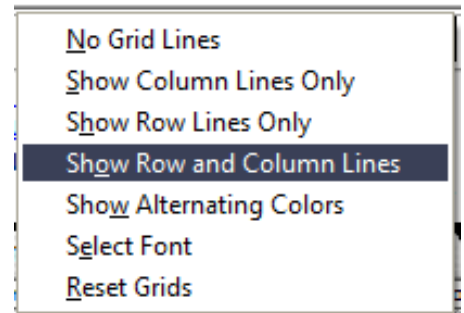 No Grid Lines
Show Column Lines Only
Show Row Lines Only
Show Row and Column Lines
Show Alternating Colors
Select Font
Reset Grids